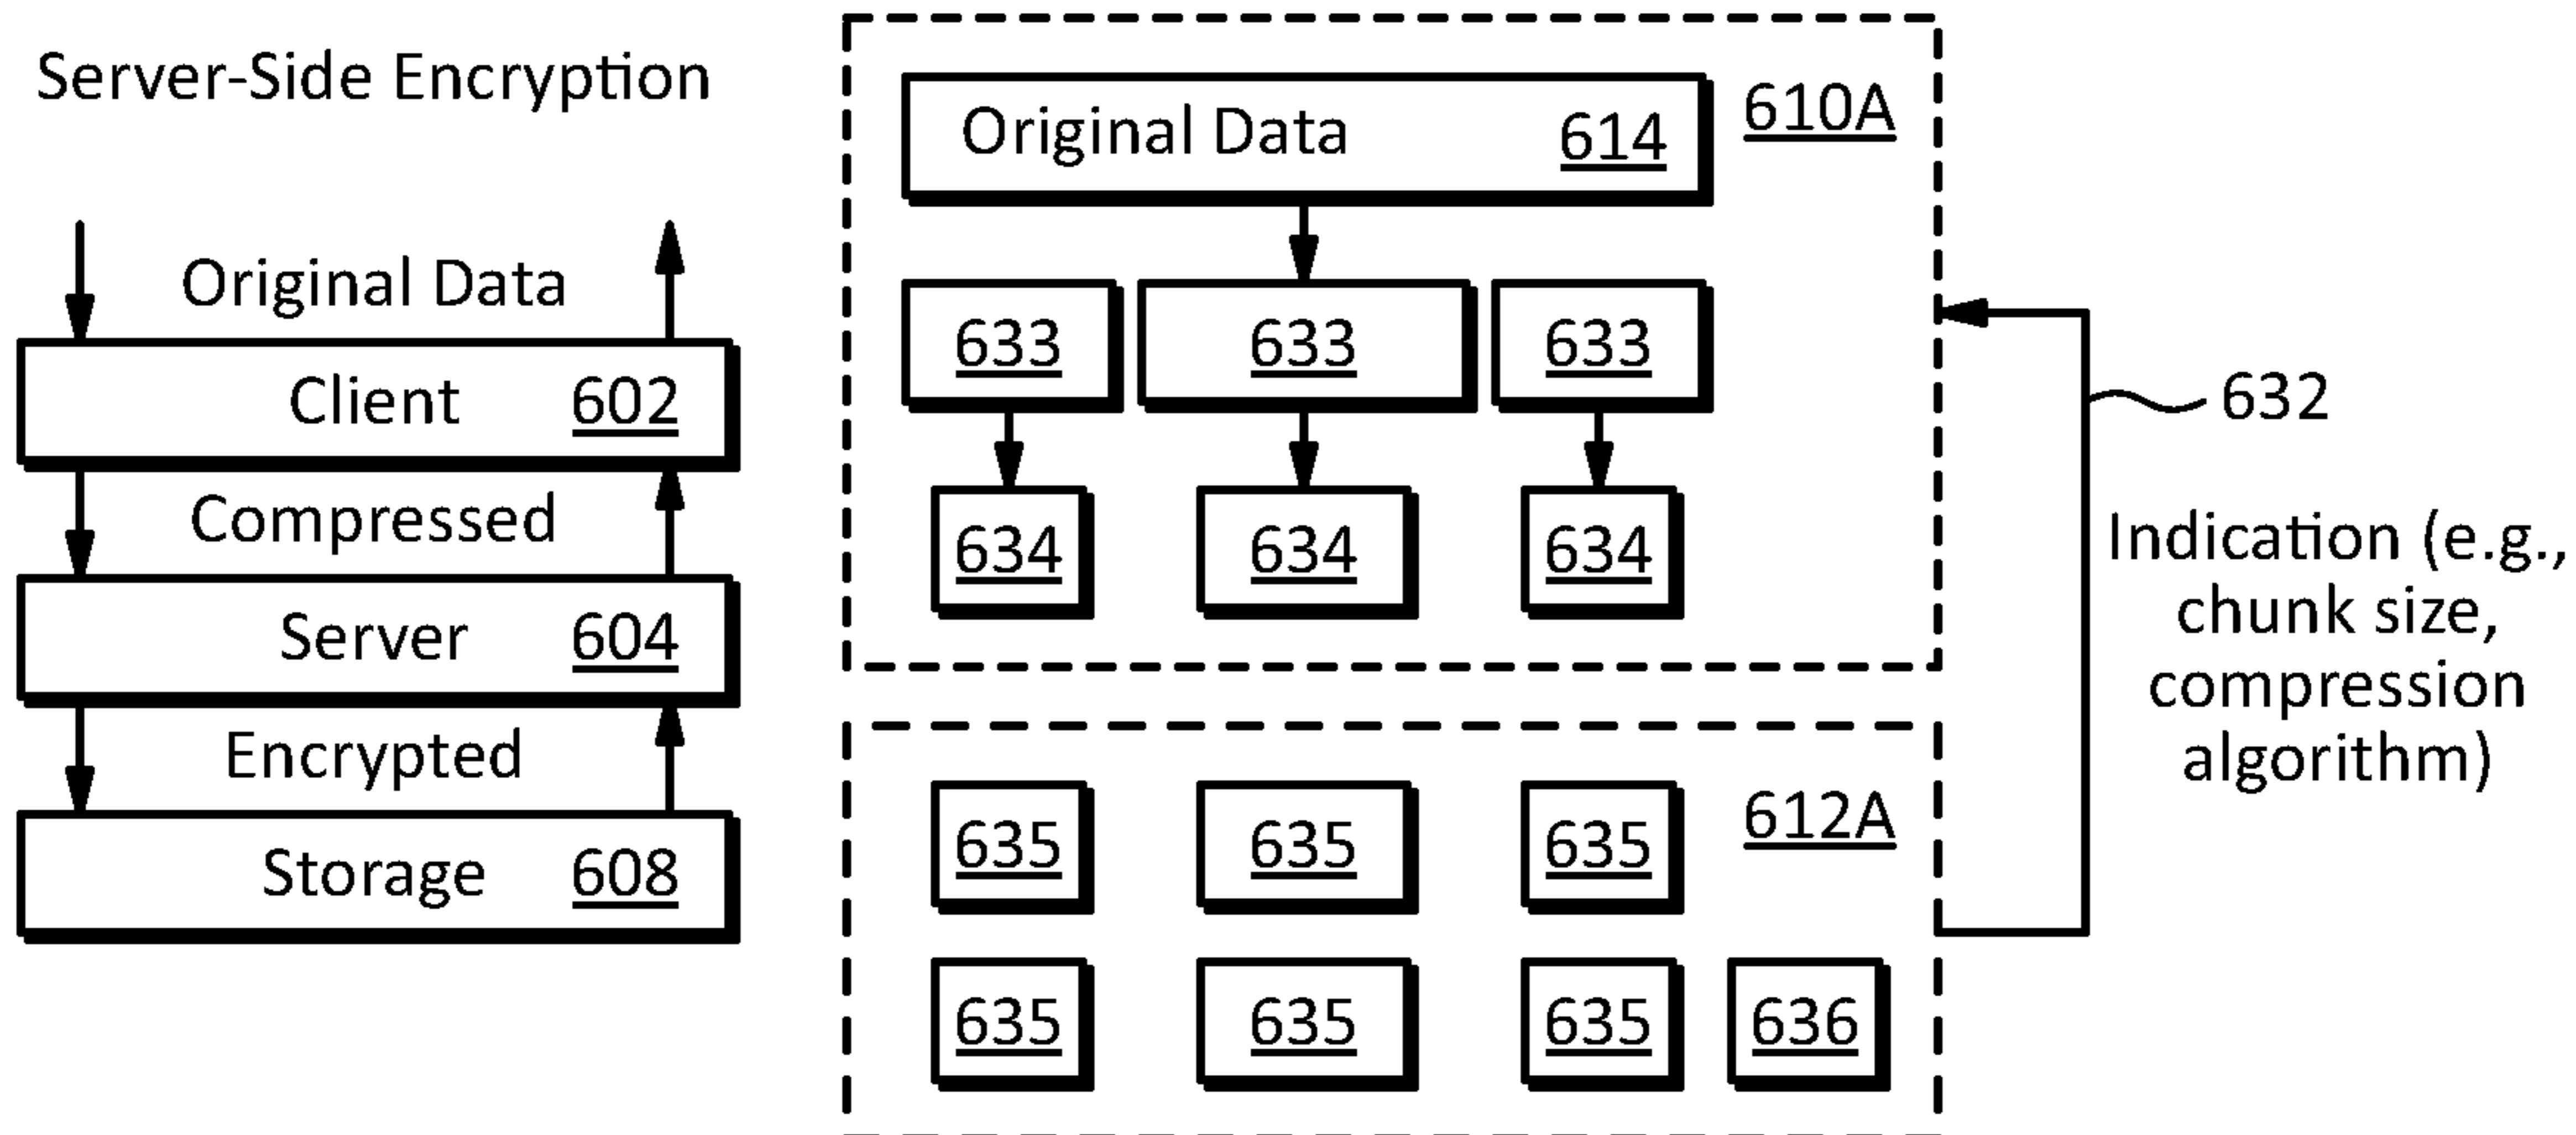 Server-Side Encryption
Original Data
Client 602
Compressed
Server 604
Encrypted
Storage 608
Original Data 614
610A
633 633 633
634 634 634
635 635 635
612A
635 635 635 636
632
Indication (e.g.,
chunk size,
compression
algorithm)